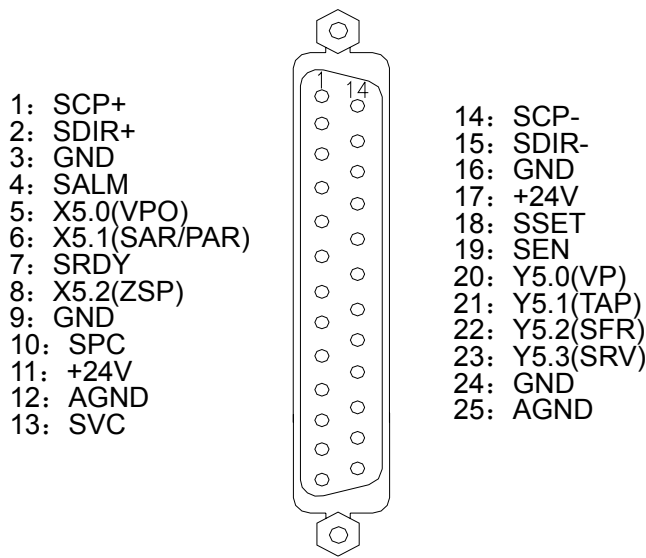 1：SCP+
2：SDIR+
3：GND
4：SALM
5：X5.0(VPO)
6：X5.1(SAR/PAR)
7：SRDY
8：X5.2(ZSP)
9：GND
10：SPC
11：+24V
12：AGND
13：SVC
1 14
14：SCP-
15：SDIR-
16：GND
17：+24V
18：SSET
19：SEN
20：Y5.0(VP)
21：Y5.1(TAP)
22：Y5.2(SFR)
23：Y5.3(SRV)
24：GND
25：AGND